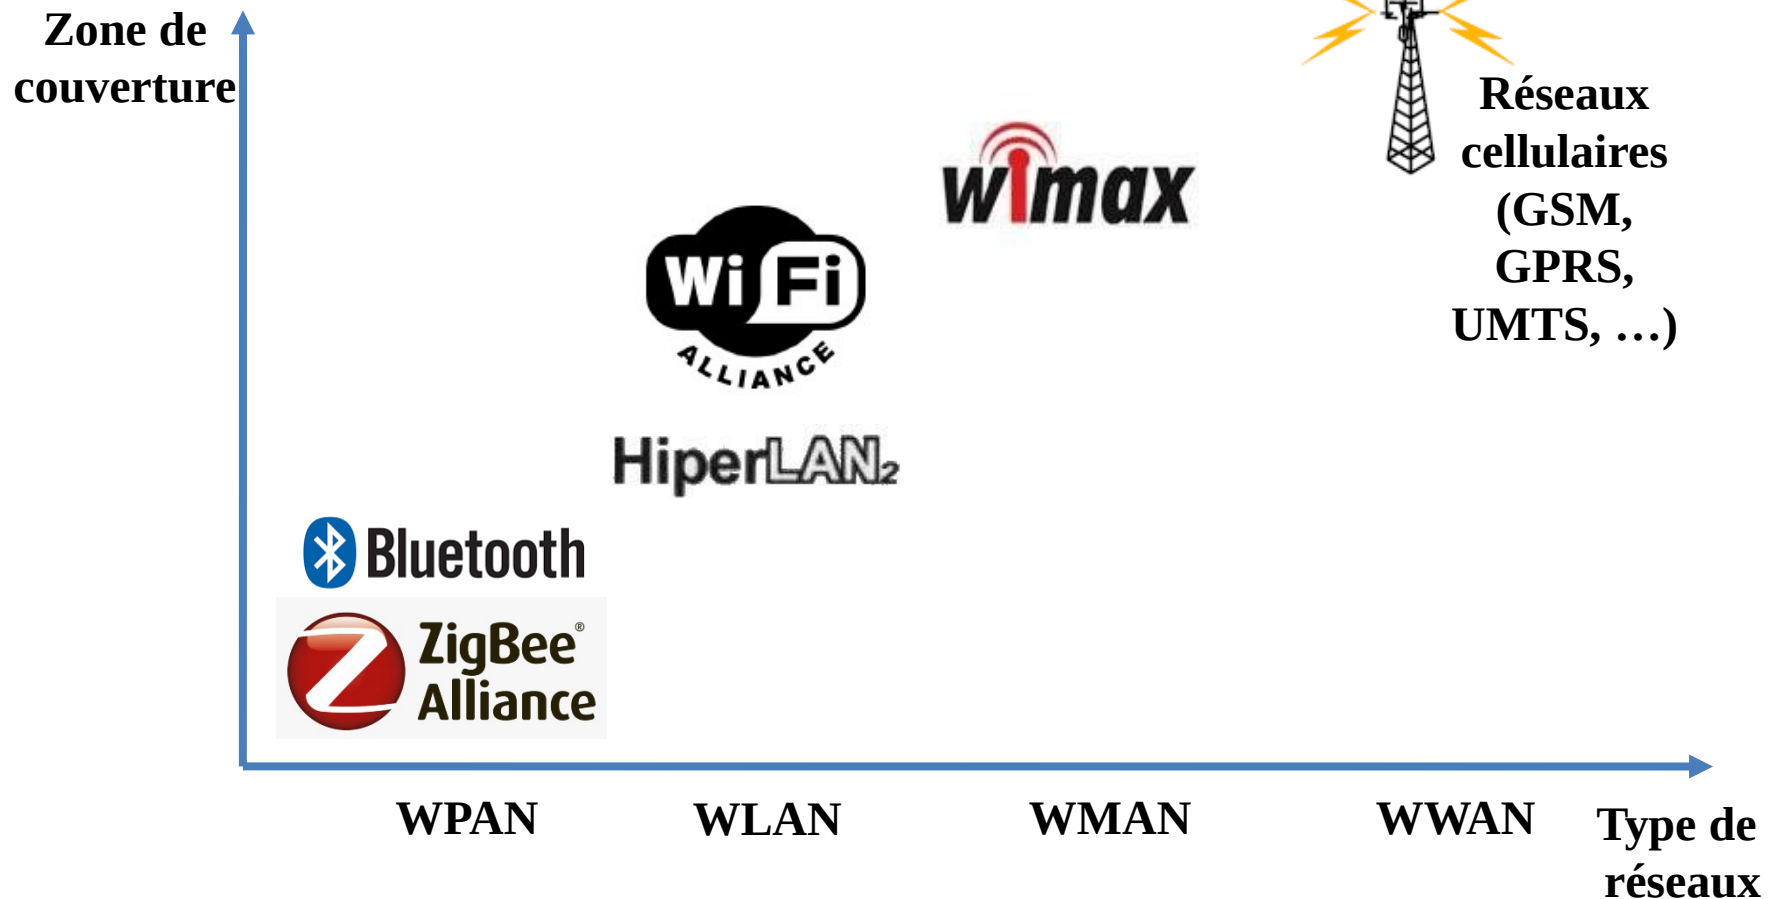 Zone de
couverture
Réseaux
cellulaires
(GSM,
GPRS,
UMTS, …)
wimax
Wi Fi
ALLIANCE
HiperLAN2
Bluetooth
ZigBee®
Alliance
WPAN
WLAN
WMAN
WWAN
Type de
réseaux